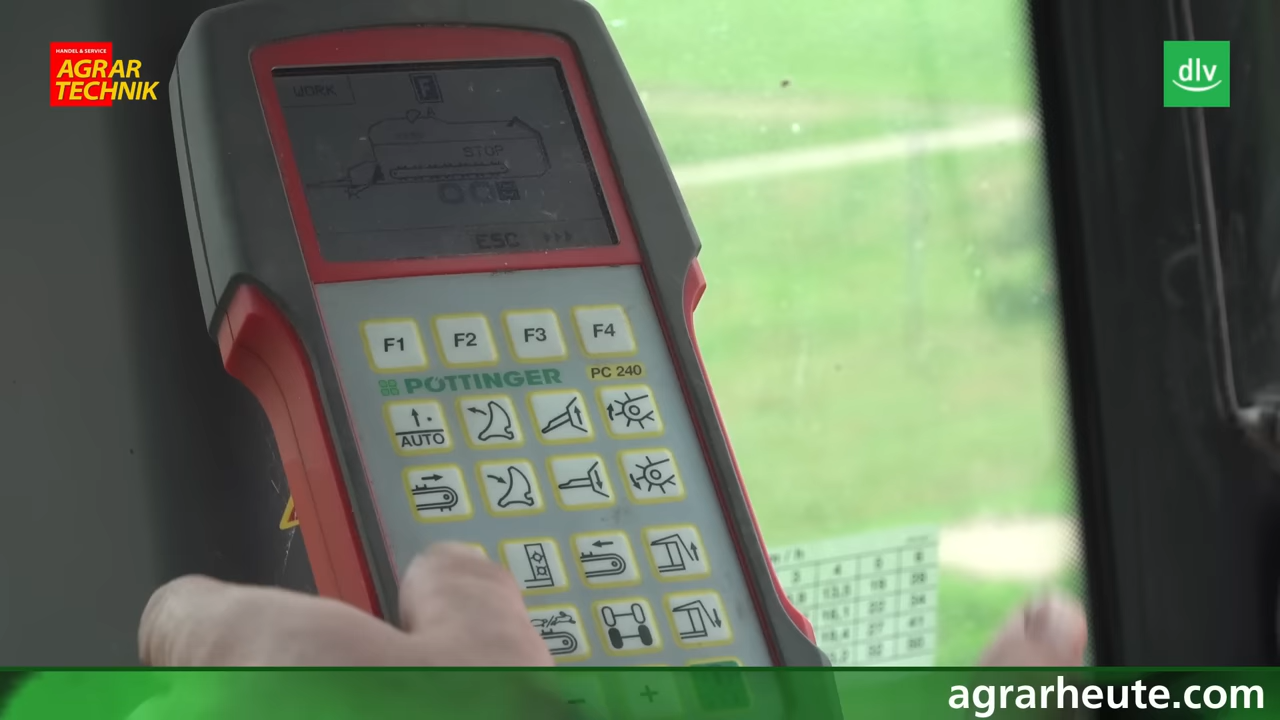 HANDEL & SERVICE
AGRAR
TECHNIK
dlv
WORK
F
STOP
ESC
F1 F2 F3 F4
PÖTTINGER PC 240
AUTO
- +
agrarheute.com